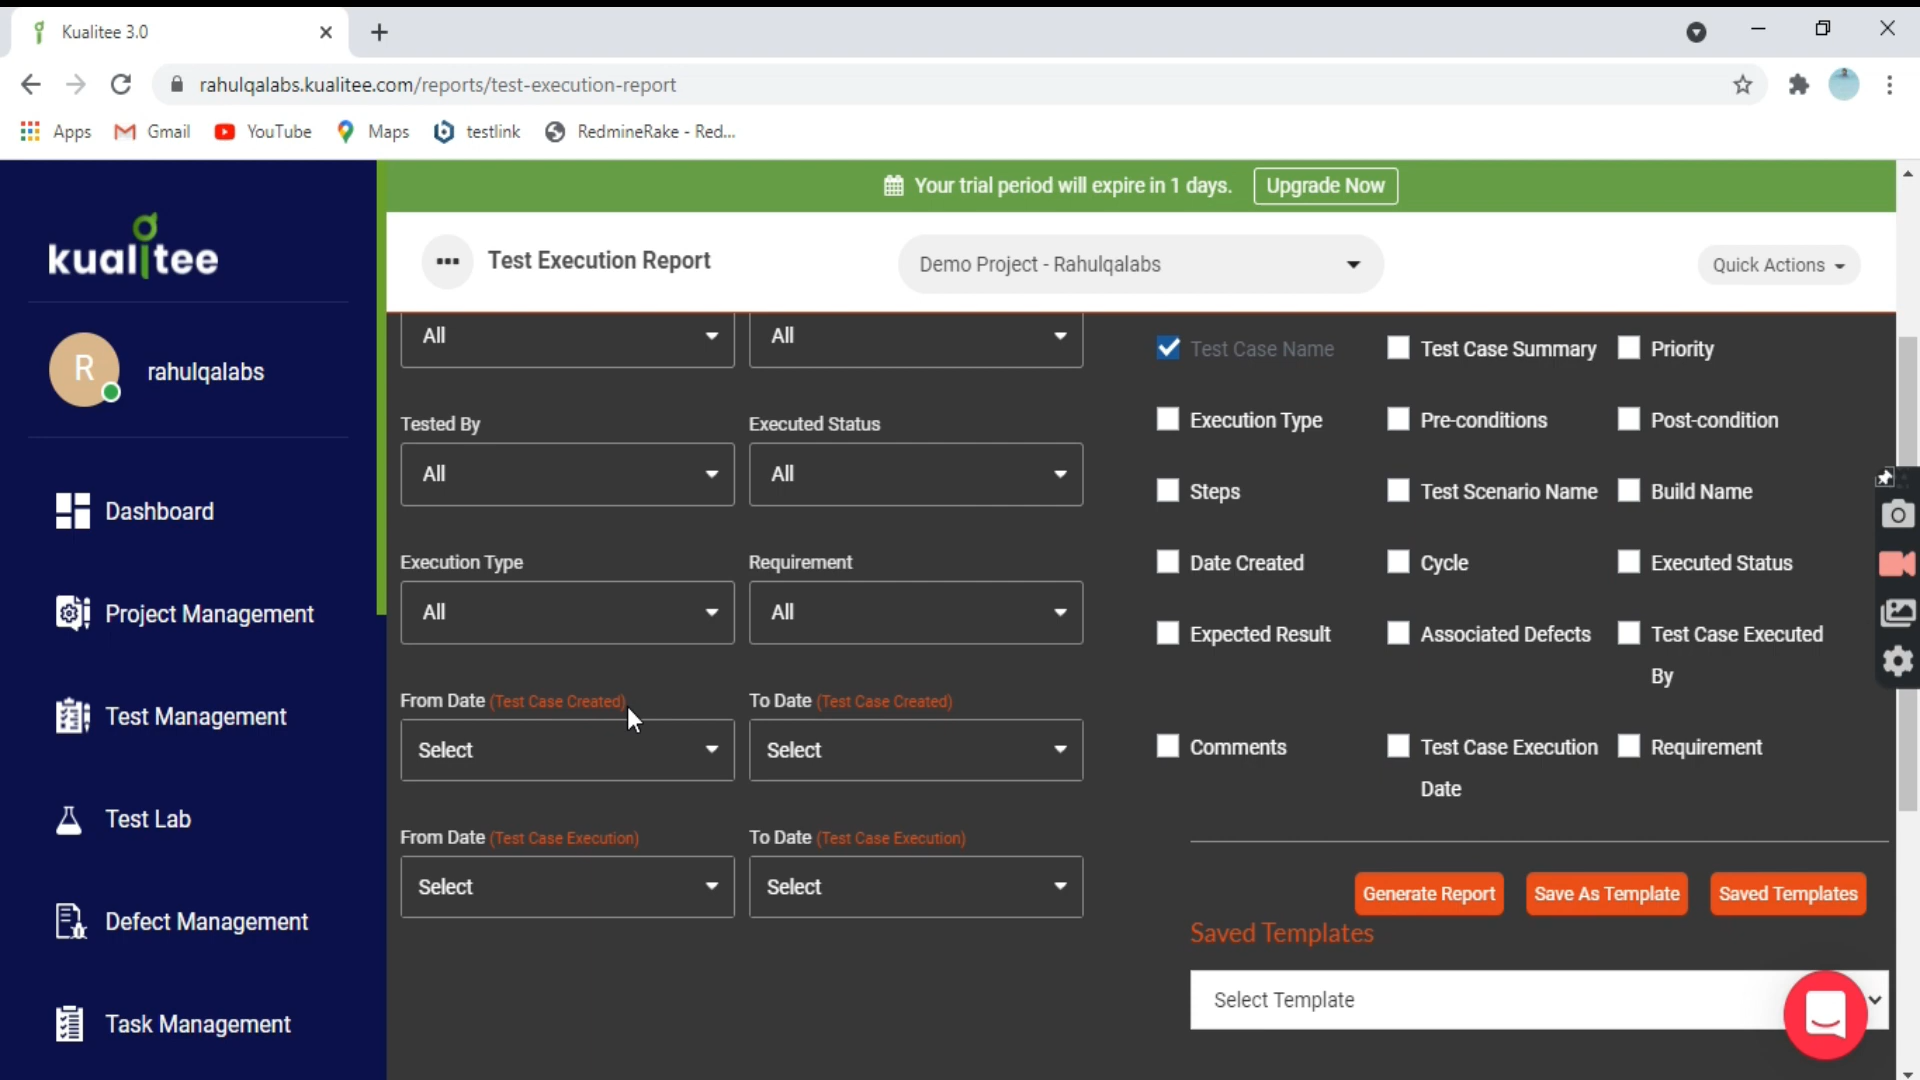 Kualitee 3.0
rahulqalabs.kualitee.com/reports/test-execution-report
Apps Gmail YouTube Maps testlink RedmineRake - Red...
Your trial period will expire in 1 days. Upgrade Now
kualitee
Test Execution Report
Demo Project - Rahulqalabs
Quick Actions
R
rahulqalabs
Dashboard
Project Management
Test Management
Test Lab
Defect Management
Task Management
All All
Tested By Executed Status
All All
Execution Type Requirement
All All
From Date (Test Case Created) To Date (Test Case Created)
Select Select
From Date (Test Case Execution) To Date (Test Case Execution)
Select Select
Test Case Name Test Case Summary Priority
Execution Type Pre-conditions Post-condition
Steps Test Scenario Name Build Name
Date Created Cycle Executed Status
Expected Result Associated Defects Test Case Executed
By
Comments Test Case Execution Requirement
Date
Generate Report Save As Template Saved Templates
Saved Templates
Select Template